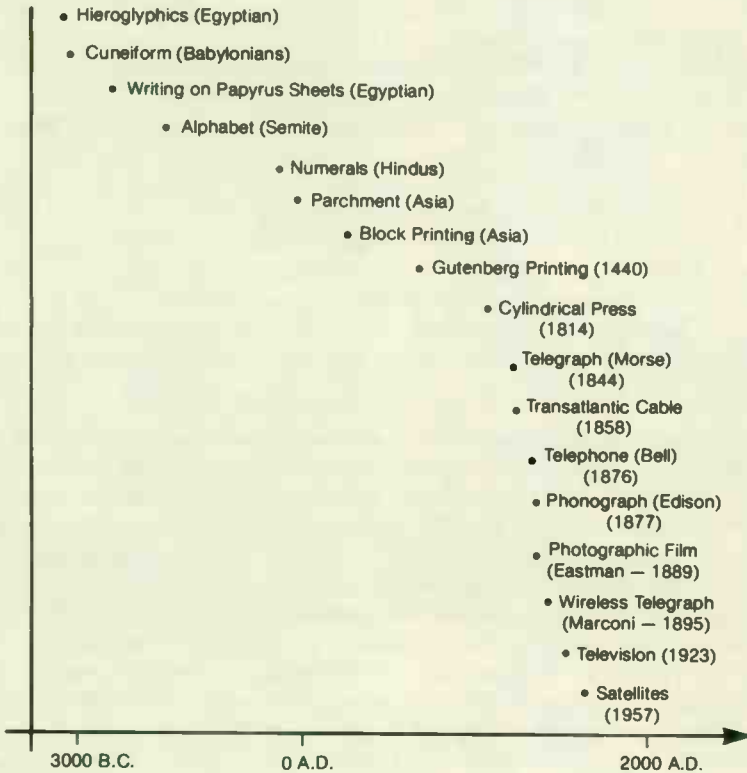 Hieroglyphics (Egyptian)
Cuneiform (Babylonians)
Writing on Papyrus Sheets (Egyptian)
Alphabet (Semite)
Numerals (Hindus)
Parchment (Asia)
Block Printing (Asia)
Gutenberg Printing (1440)
Cylindrical Press
(1814)
Telegraph (Morse)
(1844)
Transatlantic Cable
(1858)
Telephone (Bell)
(1876)
Phonograph (Edison)
(1877)
Photographic Film
(Eastman — 1889)
Wireless Telegraph
(Marconi — 1895)
Television (1923)
Satellites
(1957)
3000 B.C. 0 A.D. 2000 A.D.